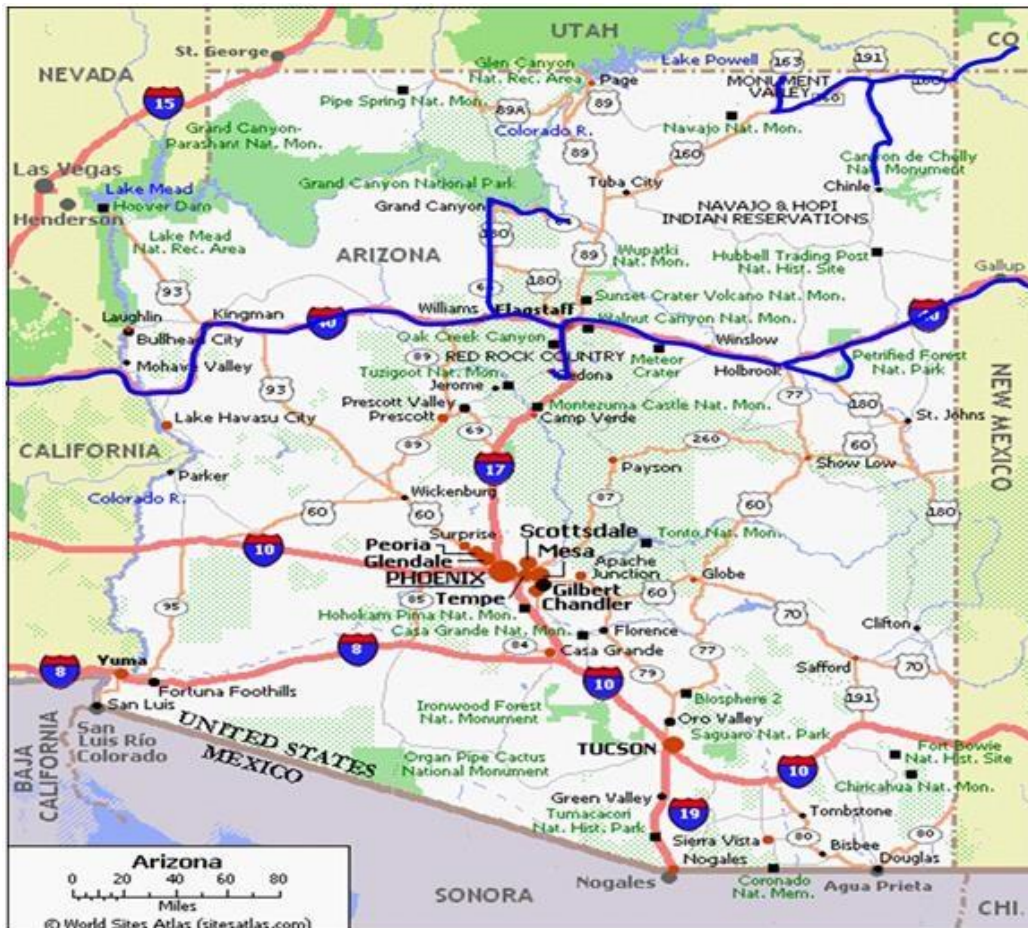 UTAH
CO
St. George
NEVADA
Glen Canyon
Nat. Rec. Area
Lake Powell
163
191
Page
MONUMENT
VALLEY
160
15
Pipe Spring Nat. Mon.
89A
89
Colorado R.
Navajo Nat. Mon.
Grand Canyon-
Parashant Nat. Mon.
89
160
Canyon de Chelly
Nat. Monument
Las Vegas
Lake Mead
Hoover Dam
Henderson
Grand Canyon National Park
Grand Canyon
Tuba City
Chinle
NAVAJO & HOPI
INDIAN RESERVATIONS
Lake Mead
Nat. Rec. Area
ARIZONA
180
89
Wupatki
Nat. Mon.
Hubbell Trading Post
Nat. Hist. Site
Gallup
93
180
Sunset Crater Volcano Nat. Mon.
Laughlin
Kingman
40
Williams
Flagstaff
Walnut Canyon Nat. Mon.
40
Bullhead City
Oak Creek Canyon
Winslow
Mohave Valley
89
RED ROCK COUNTRY
Meteor
Crater
Holbrook
Petrified Forest
Nat. Park
Tuzigoot Nat. Mon.
Sedona
93
Jerome
77
180
Lake Havasu City
Prescott Valley
Prescott
Montezuma Castle Nat. Mon.
Camp Verde
St. Johns
NEW MEXICO
CALIFORNIA
89
69
260
60
Parker
17
Payson
Show Low
Colorado R.
Wickenburg
87
60
60
60
180
Surprise
Scottsdale
Tonto Nat. Mon.
10
Peoria
Glendale
Mesa
PHOENIX
Apache
Junction
Globe
Tempe
Gilbert
Chandler
60
95
85
Hohokam Pima Nat. Mon.
70
Casa Grande Nat. Mon.
Florence
Clifton
8
84
Casa Grande
77
Safford
70
8
Yuma
10
79
191
Fortuna Foothills
Biosphere 2
San Luis
Ironwood Forest
Nat. Monument
Oro Valley
San
Luis Río
Colorado
UNITED STATES
MEXICO
TUCSON
Saguaro Nat. Park
Fort Bowie
Nat. Hist. Site
BAJA
CALIFORNIA
Organ Pipe Cactus
National Monument
10
Chiricahua Nat. Mon.
Green Valley
Tumacacori
Nat. Hist. Park
19
Tombstone
Sierra Vista
80
Bisbee
80
Arizona
Nogales
Douglas
0 20 40 60 80
Miles
SONORA
Nogales
Coronado
Nat. Mem.
Agua Prieta
CHI.
© World Sites Atlas (sitesatlas.com)